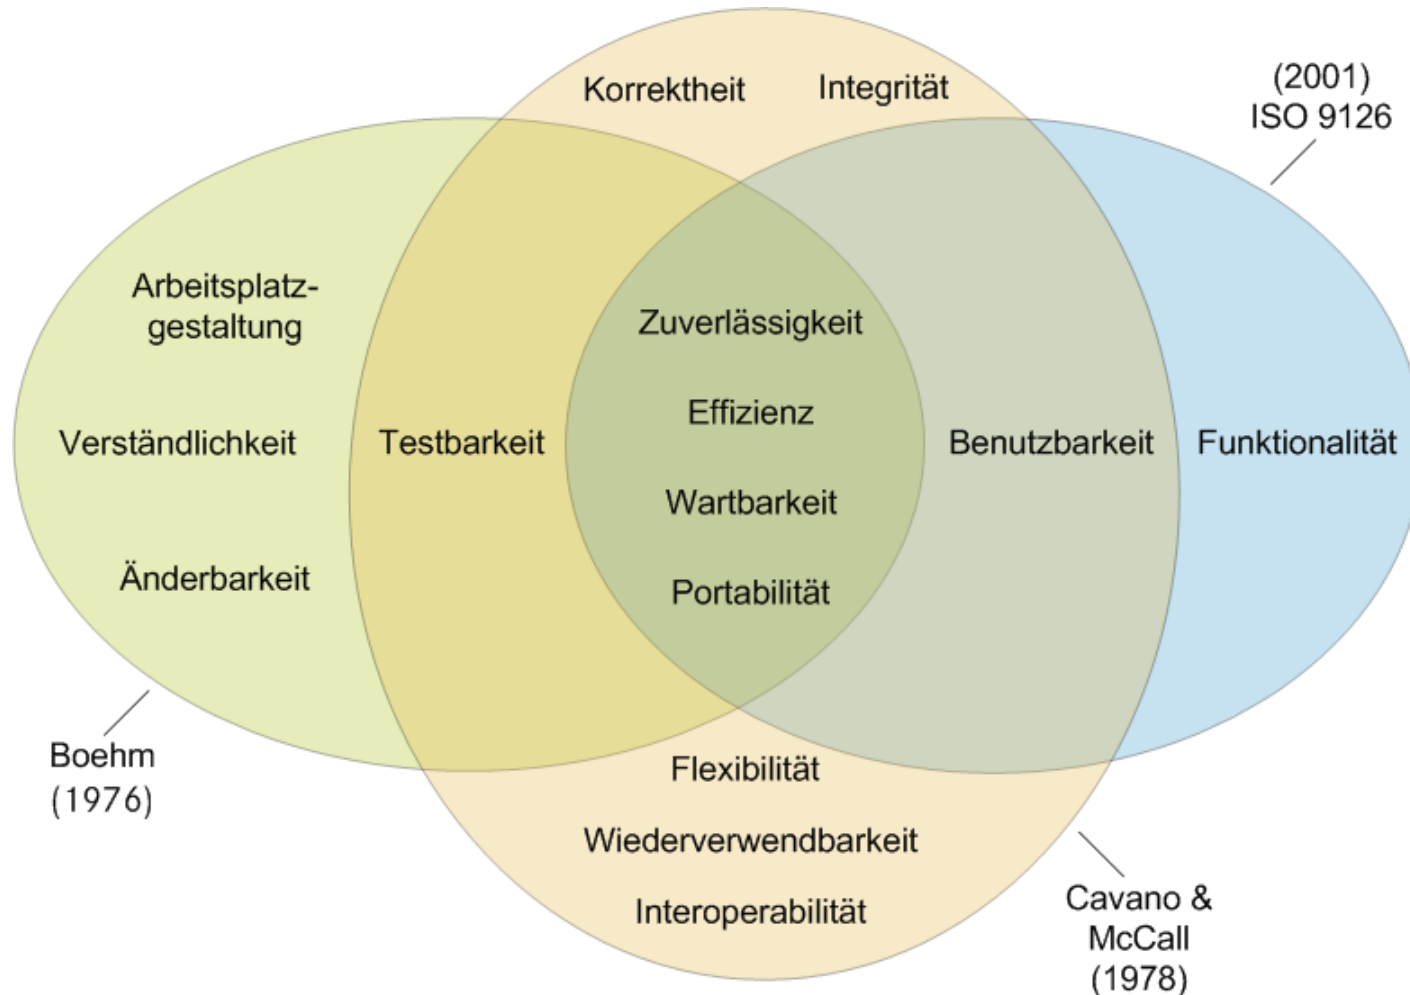 Korrektheit
Integrität
(2001)
ISO 9126
Arbeitsplatz-
gestaltung
Zuverlässigkeit
Effizienz
Verständlichkeit
Testbarkeit
Benutzbarkeit
Funktionalität
Wartbarkeit
Änderbarkeit
Portabilität
Boehm
(1976)
Flexibilität
Wiederverwendbarkeit
Interoperabilität
Cavano &
McCall
(1978)